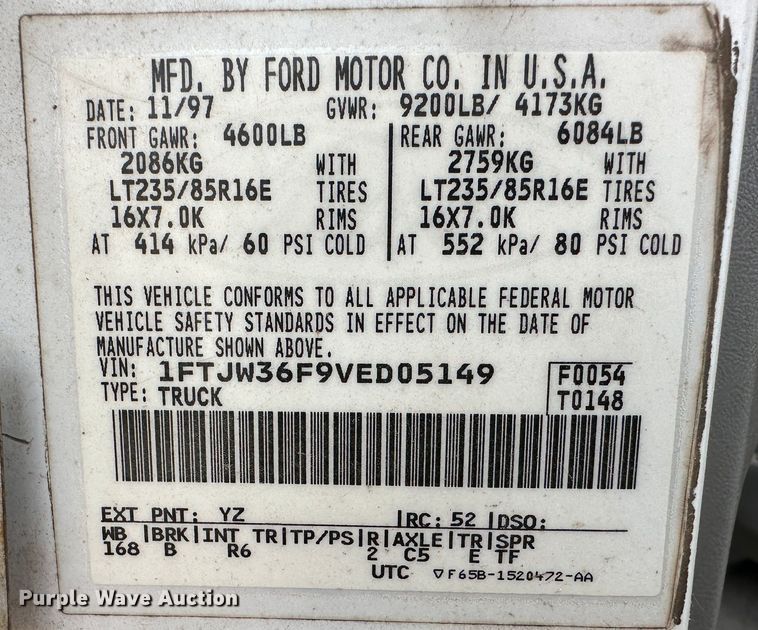 MFD. BY FORD MOTOR CO. IN U.S.A.
DATE: 11/97 GVWR: 9200LB/ 4173KG
FRONT GAWR: 4600LB REAR GAWR: 6084LB
2086KG WITH 2759KG WITH
LT235/85R16E TIRES LT235/85R16E TIRES
16X7.0K RIMS 16X7.0K RIMS
AT 414 kPa/ 60 PSI COLD AT 552 kPa/ 80 PSI COLD
THIS VEHICLE CONFORMS TO ALL APPLICABLE FEDERAL MOTOR
VEHICLE SAFETY STANDARDS IN EFFECT ON THE DATE OF
MANUFACTURE SHOWN ABOVE.
VIN: 1FTJW36F9VED05149 F0054
TYPE: TRUCK T0148
EXT PNT: YZ |RC: 52 |DSO:
WB |BRK|INT TR|TP/PS|R|AXLE|TR|SPR
168 B R6 2 C5 E TF
UTC ▽F65B-1520472-AA
Purple Wave Auction